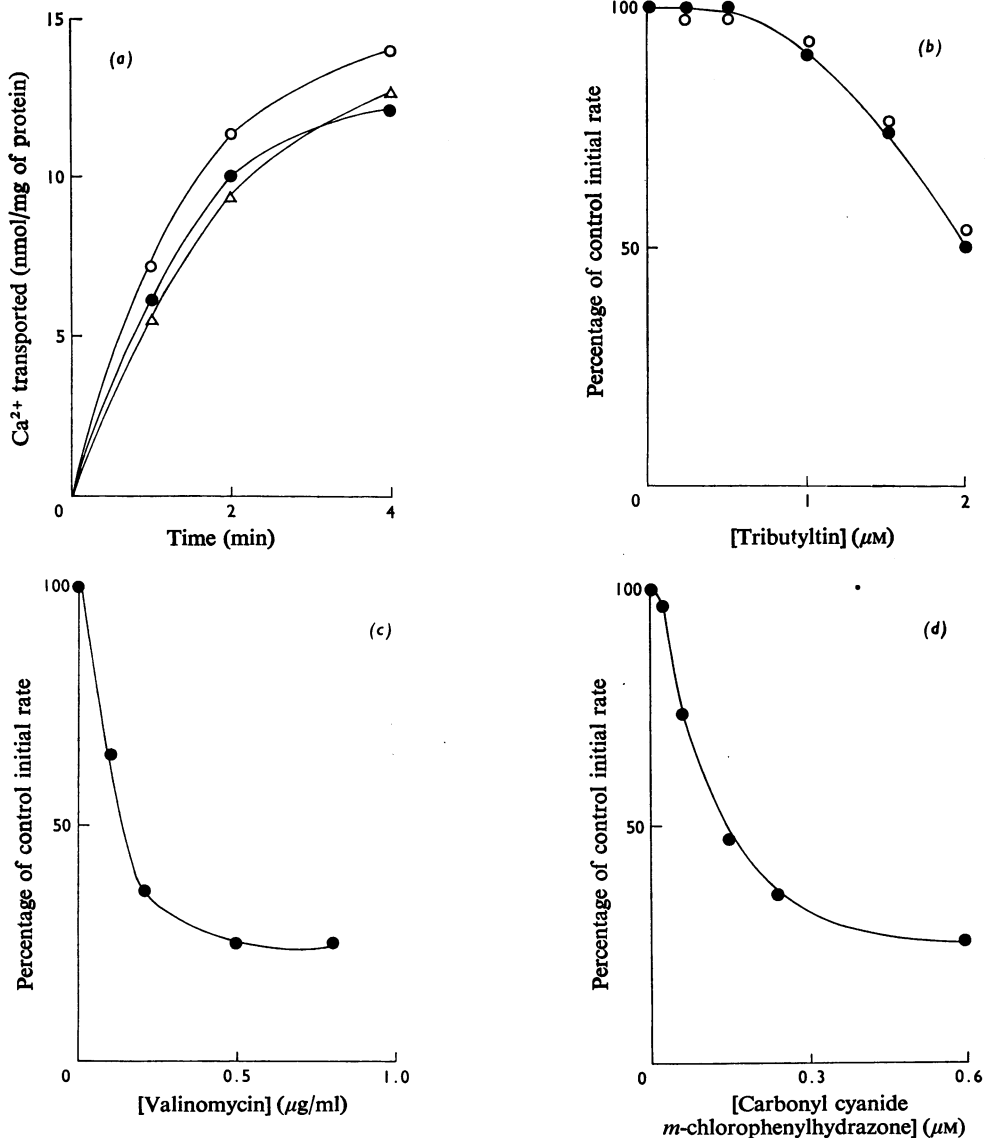 15
10
5
0
2
4
Ca²⁺ transported (nmol/mg of protein)
Time (min)
(a)
100
50
0
1
2
Percentage of control initial rate
[Tributyltin] (μM)
(b)
100
50
0
0.5
1.0
Percentage of control initial rate
[Valinomycin] (μg/ml)
(c)
100
50
0
0.3
0.6
Percentage of control initial rate
[Carbonyl cyanide
m-chlorophenylhydrazone] (μM)
(d)